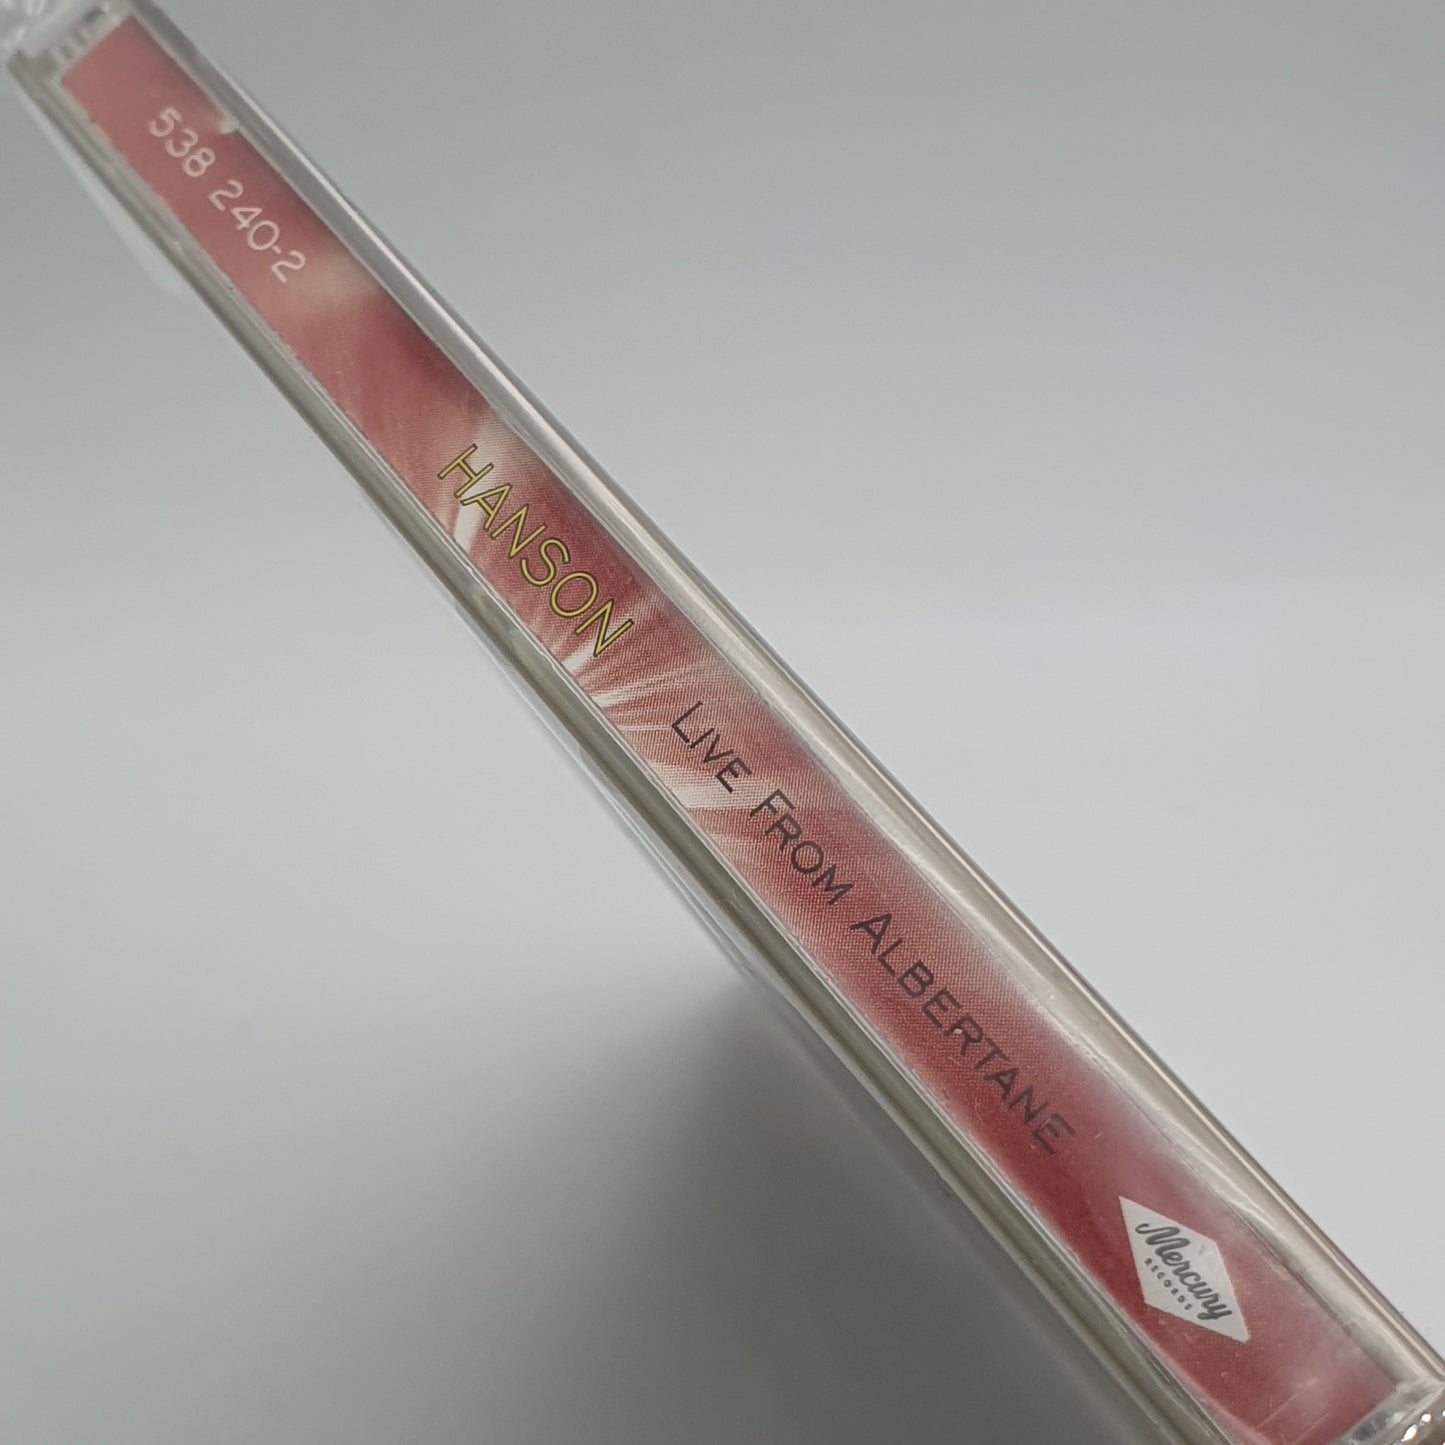 538 240-2
HANSON
LIVE FROM ALBERTANE
Mercury
RECORDS